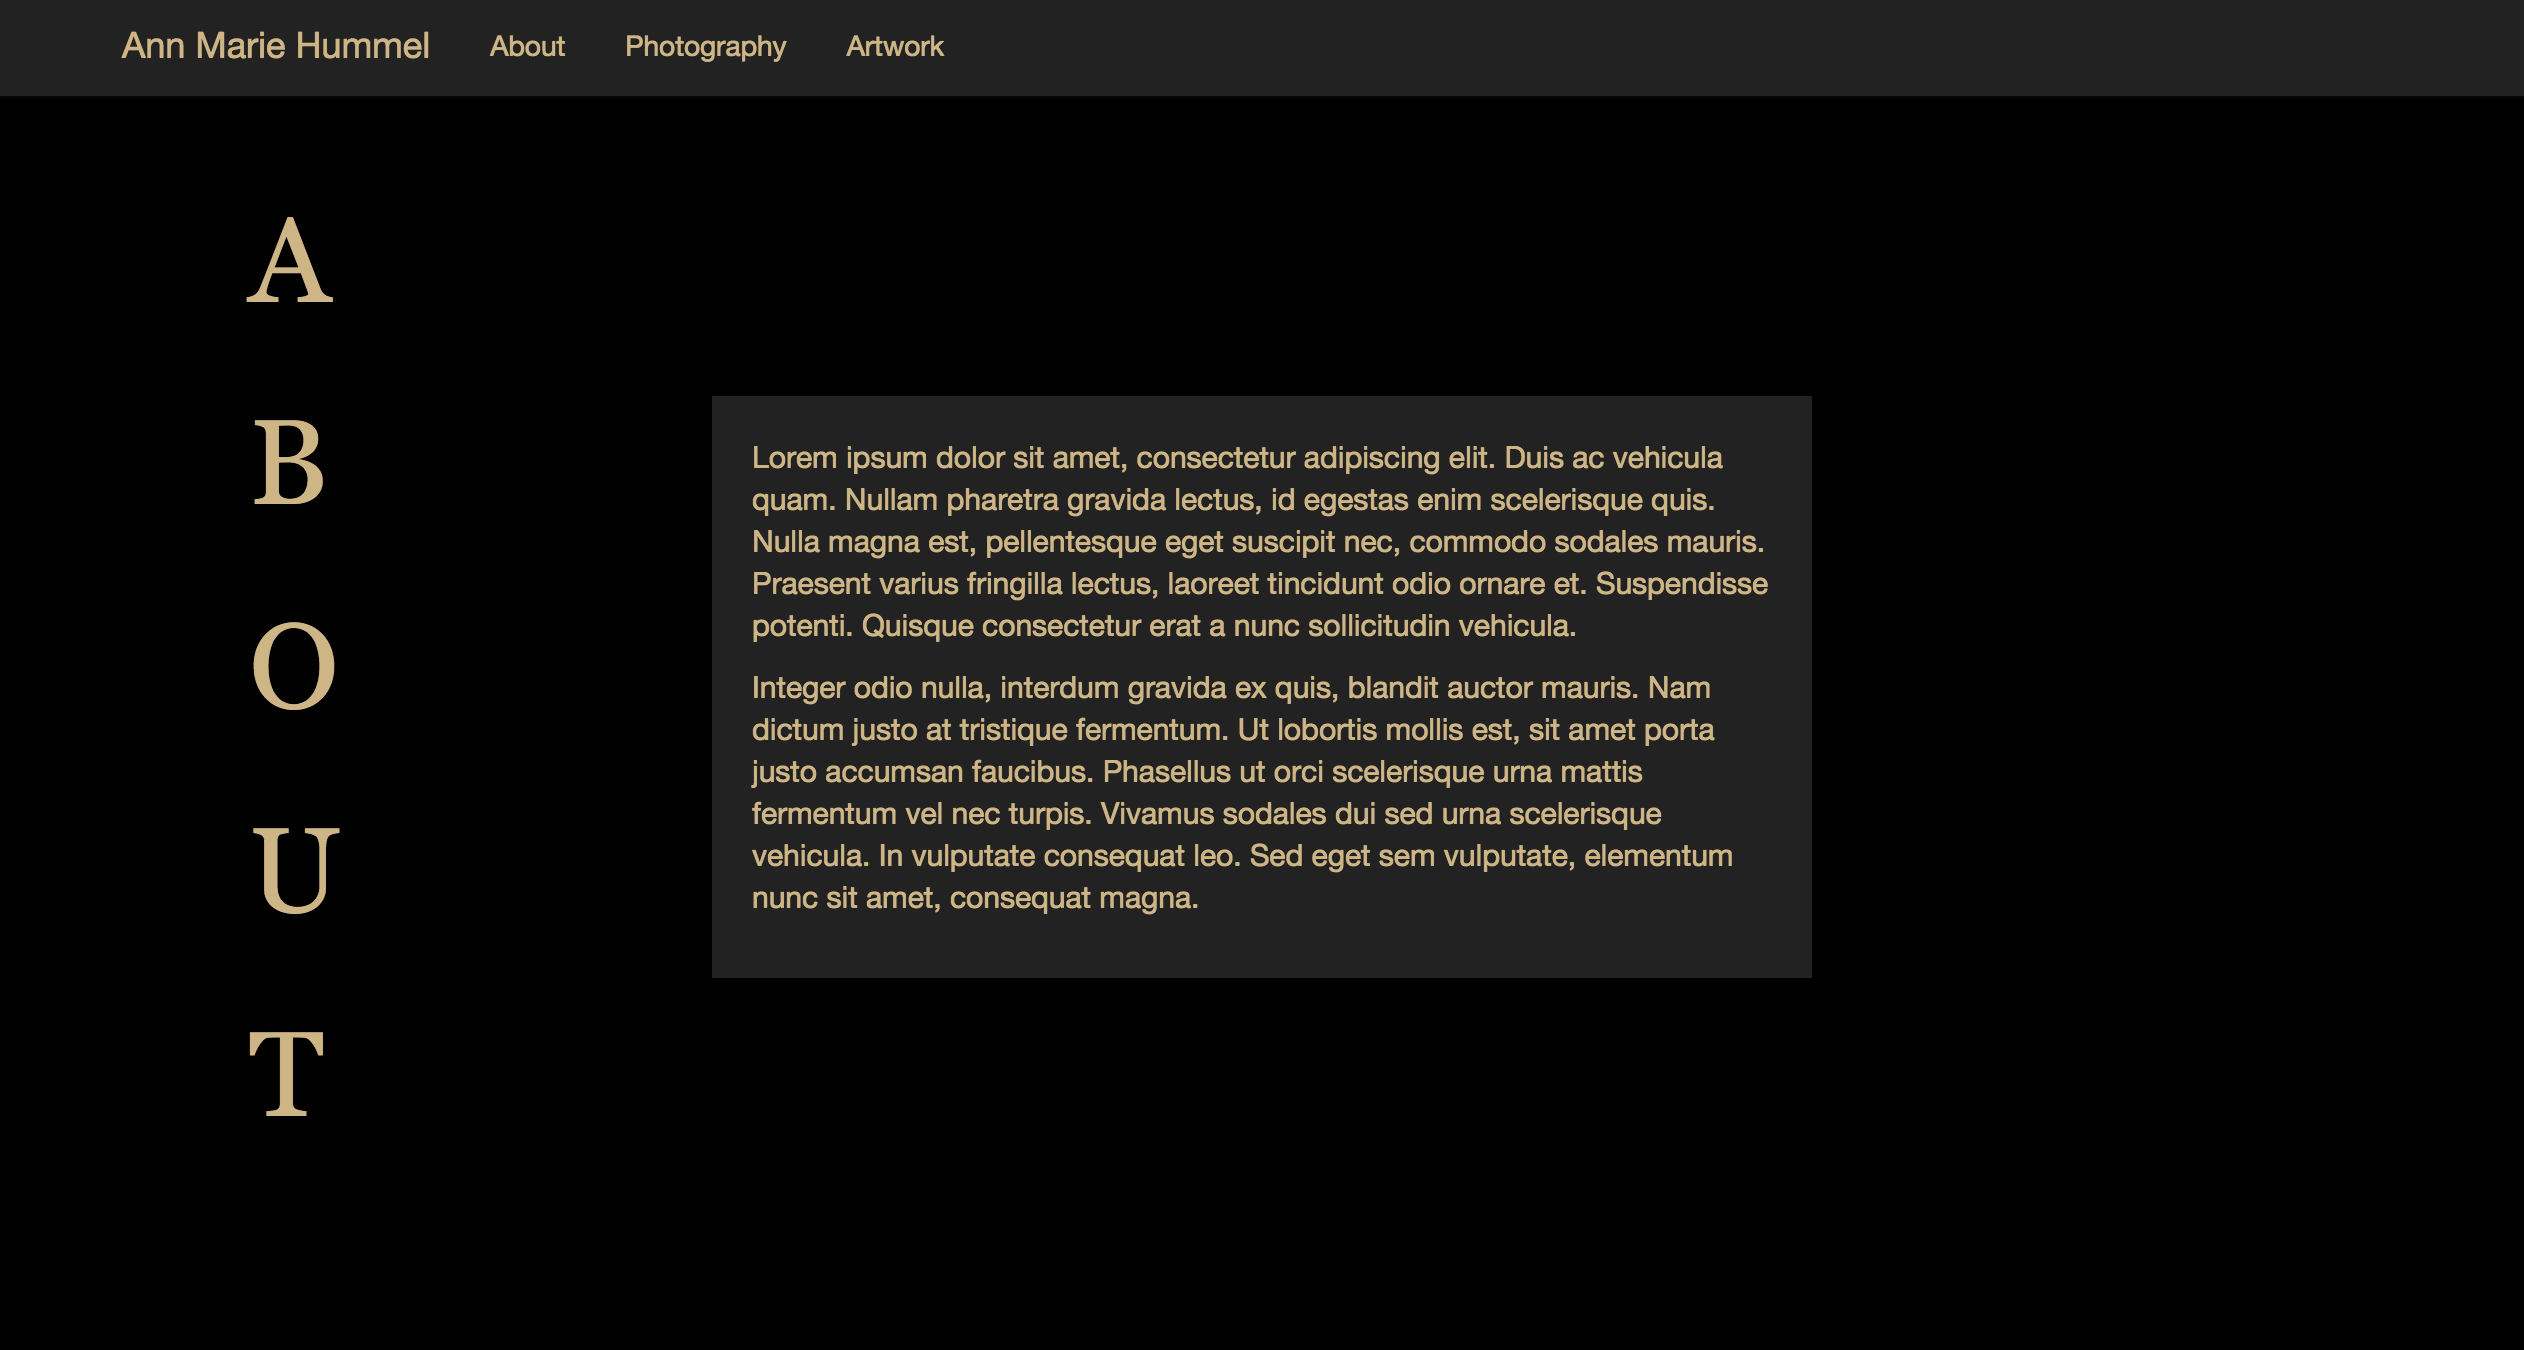 Ann Marie Hummel About Photography Artwork
A
B
O
U
T
Lorem ipsum dolor sit amet, consectetur adipiscing elit. Duis ac vehicula
quam. Nullam pharetra gravida lectus, id egestas enim scelerisque quis.
Nulla magna est, pellentesque eget suscipit nec, commodo sodales mauris.
Praesent varius fringilla lectus, laoreet tincidunt odio ornare et. Suspendisse
potenti. Quisque consectetur erat a nunc sollicitudin vehicula.
Integer odio nulla, interdum gravida ex quis, blandit auctor mauris. Nam
dictum justo at tristique fermentum. Ut lobortis mollis est, sit amet porta
justo accumsan faucibus. Phasellus ut orci scelerisque urna mattis
fermentum vel nec turpis. Vivamus sodales dui sed urna scelerisque
vehicula. In vulputate consequat leo. Sed eget sem vulputate, elementum
nunc sit amet, consequat magna.